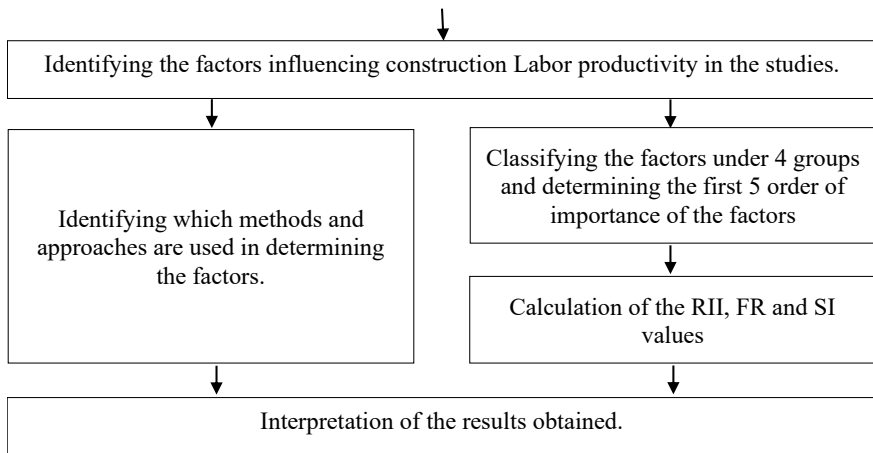 Identifying the factors influencing construction Labor productivity in the studies.
Identifying which methods and
approaches are used in determining
the factors.
Classifying the factors under 4 groups
and determining the first 5 order of
importance of the factors
Calculation of the RII, FR and SI
values
Interpretation of the results obtained.